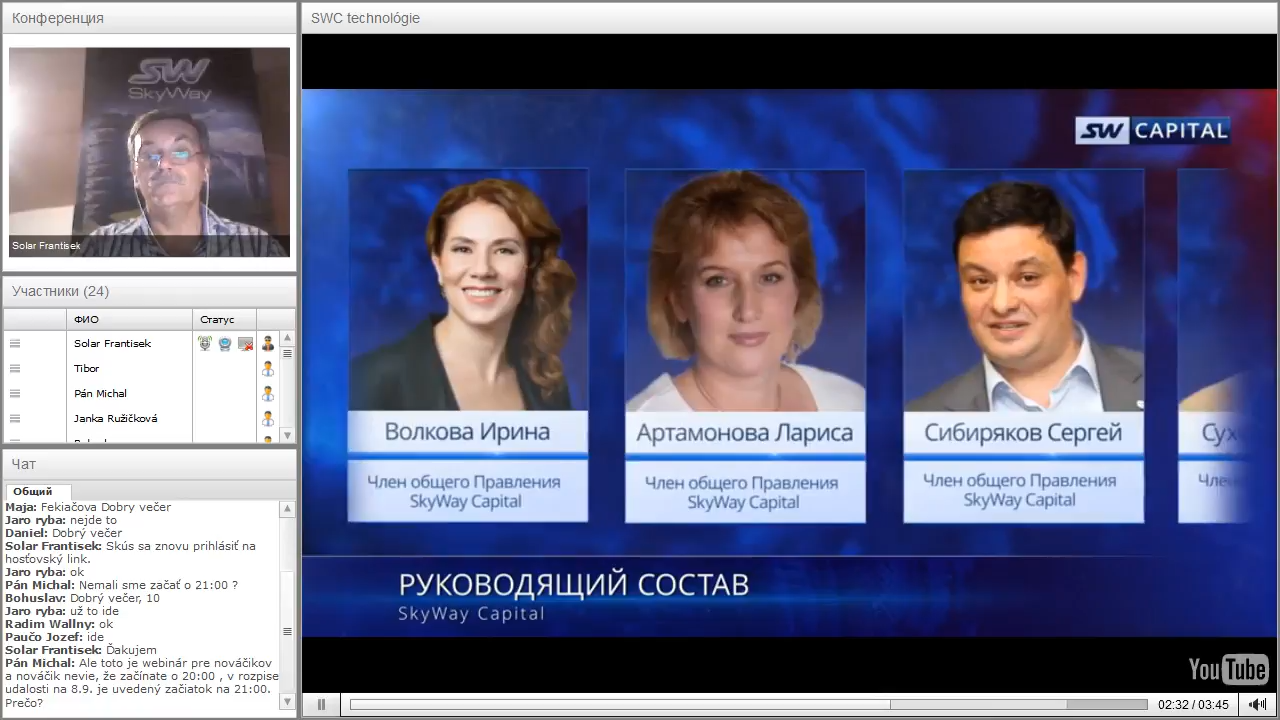 Конференция
SW
SkyWay
Solar Frantisek
Участники (24)
ФИО
Статус
Solar Frantisek
Tibor
Pán Michal
Janka Ružičková
Чат
Общий
Maja: Fekiačova Dobry večer
Jaro ryba: nejde to
Daniel: Dobrý večer
Solar Frantisek: Skús sa znovu prihlásiť na
hosťovský link.
Jaro ryba: ok
Pán Michal: Nemali sme začať o 21:00 ?
Bohuslav: Dobrý večer, 10
Jaro ryba: už to ide
Radim Wallny: ok
Paučo Jozef: ide
Solar Frantisek: Ďakujem
Pán Michal: Ale toto je webinár pre nováčikov
a nováčik nevie, že začínate o 20:00 , v rozpise
udalosti na 8.9. je uvedený začiatok na 21:00.
Prečo?
SWC technológie
SW CAPITAL
Волкова Ирина
Член общего Правления
SkyWay Capital
Артамонова Лариса
Член общего Правления
SkyWay Capital
Сибиряков Сергей
Член общего Правления
SkyWay Capital
РУКОВОДЯЩИЙ СОСТАВ
SkyWay Capital
YouTube
02:32 / 03:45